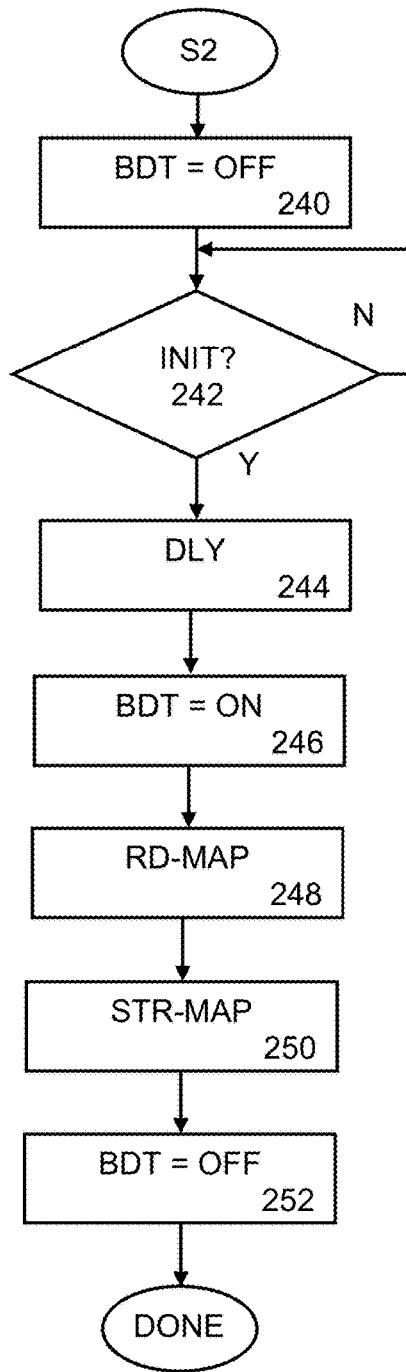 S2
BDT = OFF
240
N
INIT?
242
Y
DLY
244
BDT = ON
246
RD-MAP
248
STR-MAP
250
BDT = OFF
252
DONE